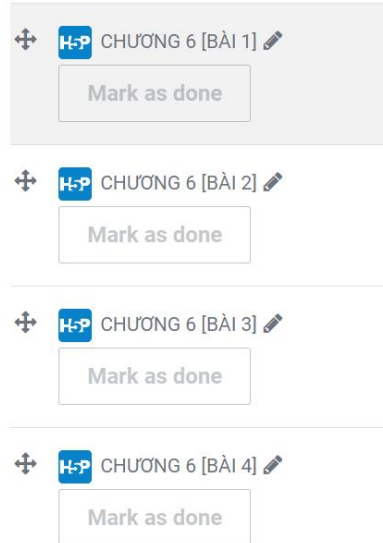 H5P CHƯƠNG 6 [BÀI 1]
Mark as done
H5P CHƯƠNG 6 [BÀI 2]
Mark as done
H5P CHƯƠNG 6 [BÀI 3]
Mark as done
H5P CHƯƠNG 6 [BÀI 4]
Mark as done